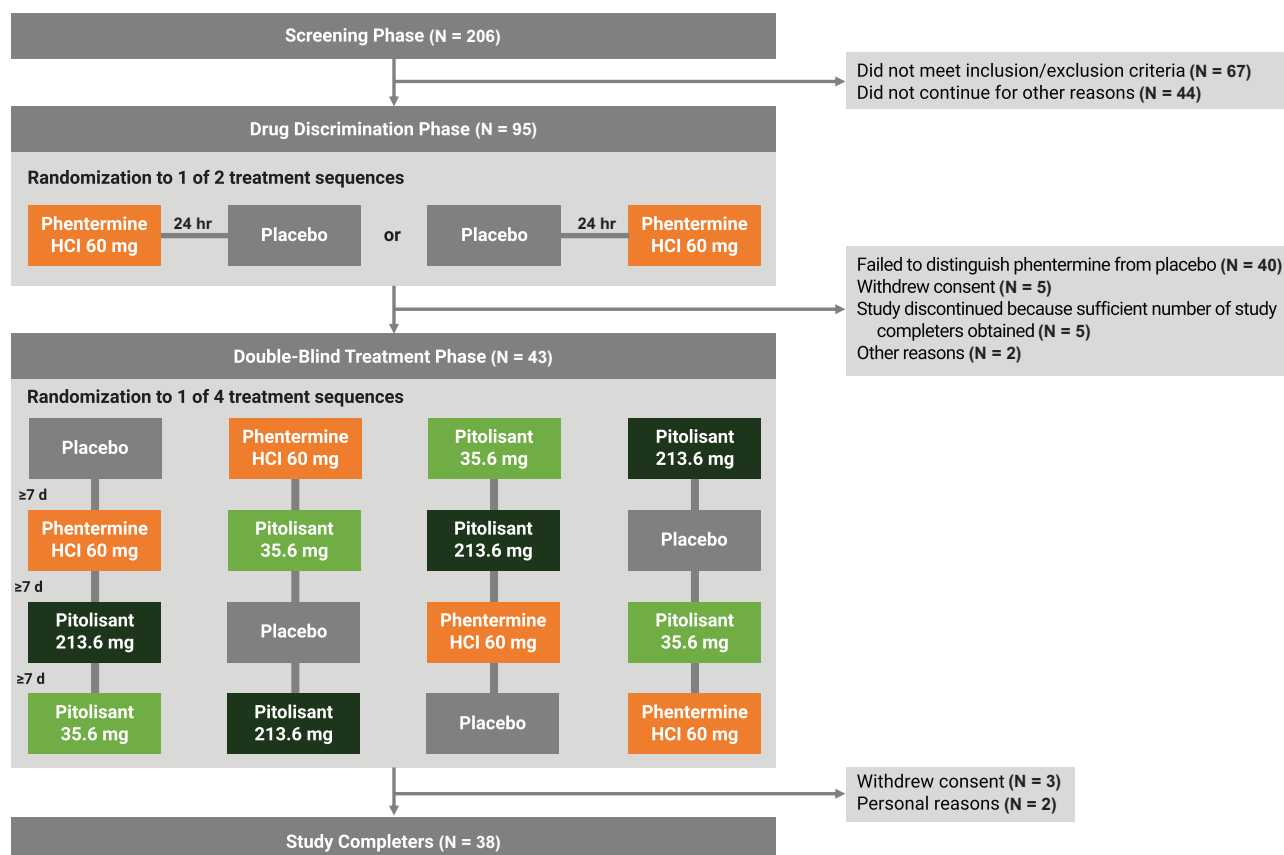 Screening Phase (N = 206)
Did not meet inclusion/exclusion criteria (N = 67)
Did not continue for other reasons (N = 44)
Drug Discrimination Phase (N = 95)
Randomization to 1 of 2 treatment sequences
Phentermine
HCl 60 mg
24 hr
Placebo
or
Placebo
24 hr
Phentermine
HCl 60 mg
Failed to distinguish phentermine from placebo (N = 40)
Withdrew consent (N = 5)
Study discontinued because sufficient number of study
completers obtained (N = 5)
Other reasons (N = 2)
Double-Blind Treatment Phase (N = 43)
Randomization to 1 of 4 treatment sequences
Placebo
≥7 d
Phentermine
HCl 60 mg
≥7 d
Pitolisant
213.6 mg
≥7 d
Pitolisant
35.6 mg
Phentermine
HCl 60 mg
Pitolisant
35.6 mg
Placebo
Pitolisant
213.6 mg
Pitolisant
35.6 mg
Pitolisant
213.6 mg
Phentermine
HCl 60 mg
Placebo
Pitolisant
213.6 mg
Placebo
Pitolisant
35.6 mg
Phentermine
HCl 60 mg
Withdrew consent (N = 3)
Personal reasons (N = 2)
Study Completers (N = 38)